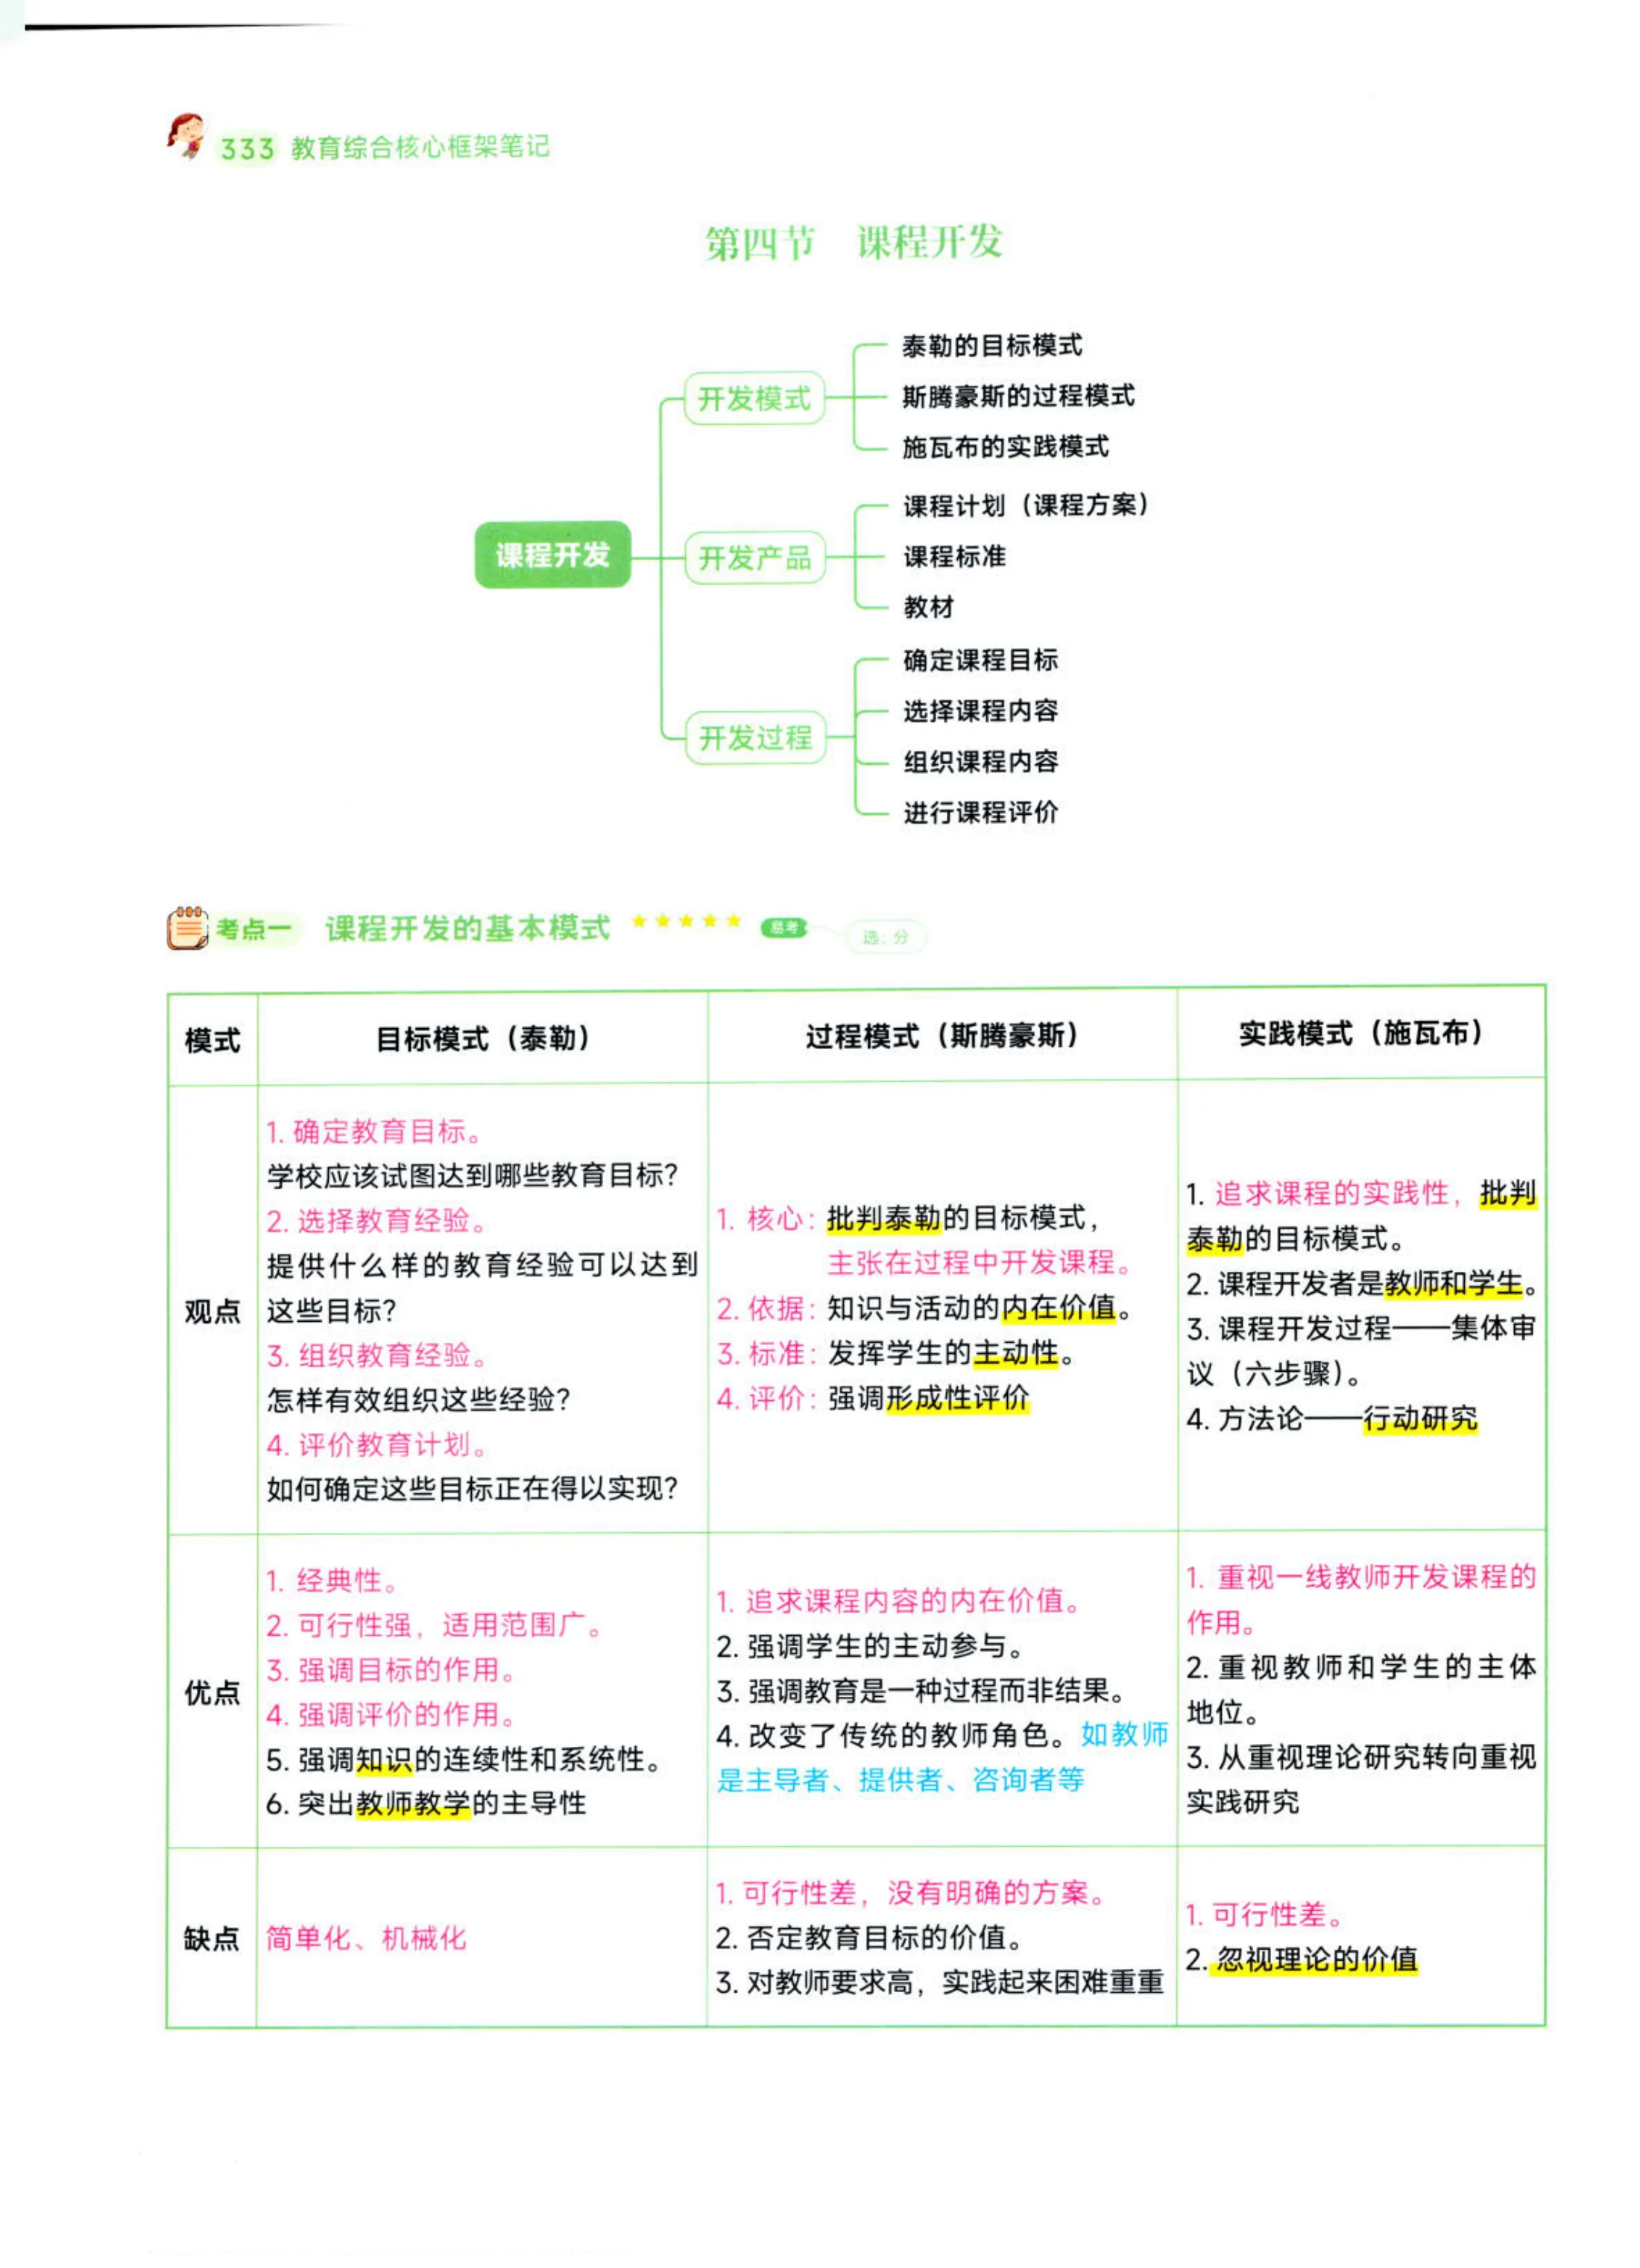 333 教育综合核心框架笔记
第四节 课程开发
课程开发
开发模式
泰勒的目标模式
斯腾豪斯的过程模式
施瓦布的实践模式
开发产品
课程计划（课程方案）
课程标准
教材
开发过程
确定课程目标
选择课程内容
组织课程内容
进行课程评价
考点一 课程开发的基本模式 ★★★★★ 易考 选：分
模式
目标模式（泰勒）
过程模式（斯腾豪斯）
实践模式（施瓦布）
观点
1. 确定教育目标。
学校应该试图达到哪些教育目标？
2. 选择教育经验。
提供什么样的教育经验可以达到
这些目标？
3. 组织教育经验。
怎样有效组织这些经验？
4. 评价教育计划。
如何确定这些目标正在得以实现？
1. 核心：批判泰勒的目标模式，
主张在过程中开发课程。
2. 依据：知识与活动的内在价值。
3. 标准：发挥学生的主动性。
4. 评价：强调形成性评价
1. 追求课程的实践性，批判
泰勒的目标模式。
2. 课程开发者是教师和学生。
3. 课程开发过程——集体审
议（六步骤）。
4. 方法论——行动研究
优点
1. 经典性。
2. 可行性强，适用范围广。
3. 强调目标的作用。
4. 强调评价的作用。
5. 强调知识的连续性和系统性。
6. 突出教师教学的主导性
1. 追求课程内容的内在价值。
2. 强调学生的主动参与。
3. 强调教育是一种过程而非结果。
4. 改变了传统的教师角色。如教师
是主导者、提供者、咨询者等
1. 重视一线教师开发课程的
作用。
2. 重视教师和学生的主体
地位。
3. 从重视理论研究转向重视
实践研究
缺点
简单化、机械化
1. 可行性差，没有明确的方案。
2. 否定教育目标的价值。
3. 对教师要求高，实践起来困难重重
1. 可行性差。
2. 忽视理论的价值